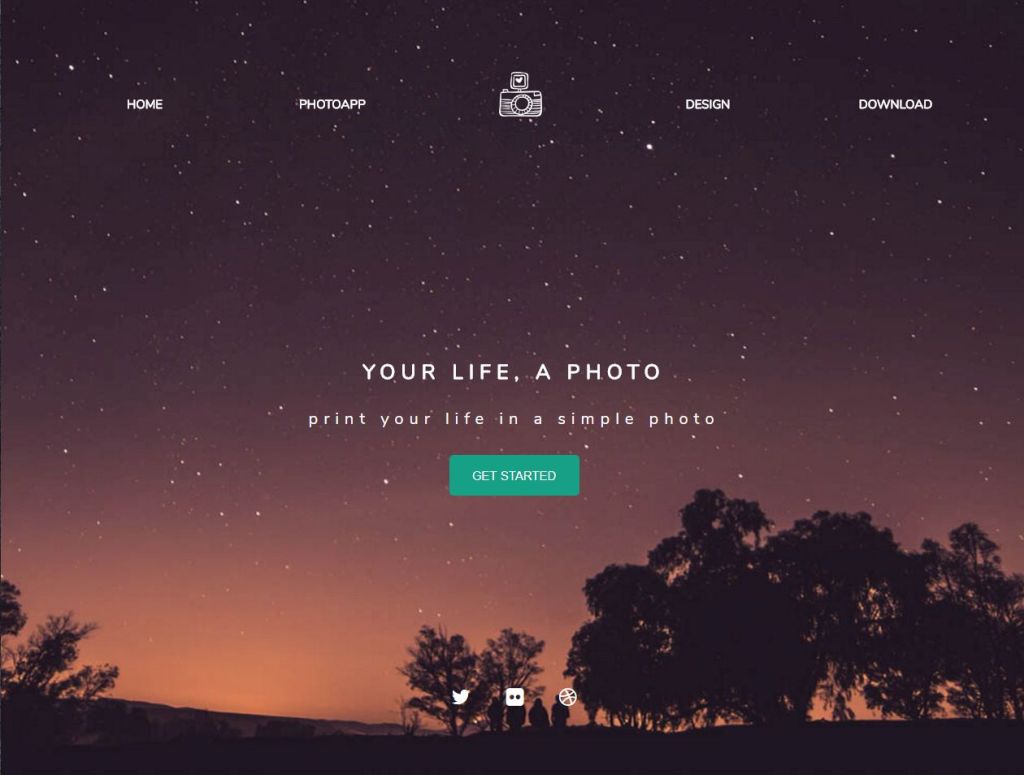 HOME
PHOTOAPP
DESIGN
DOWNLOAD
YOUR LIFE, A PHOTO
print your life in a simple photo
GET STARTED